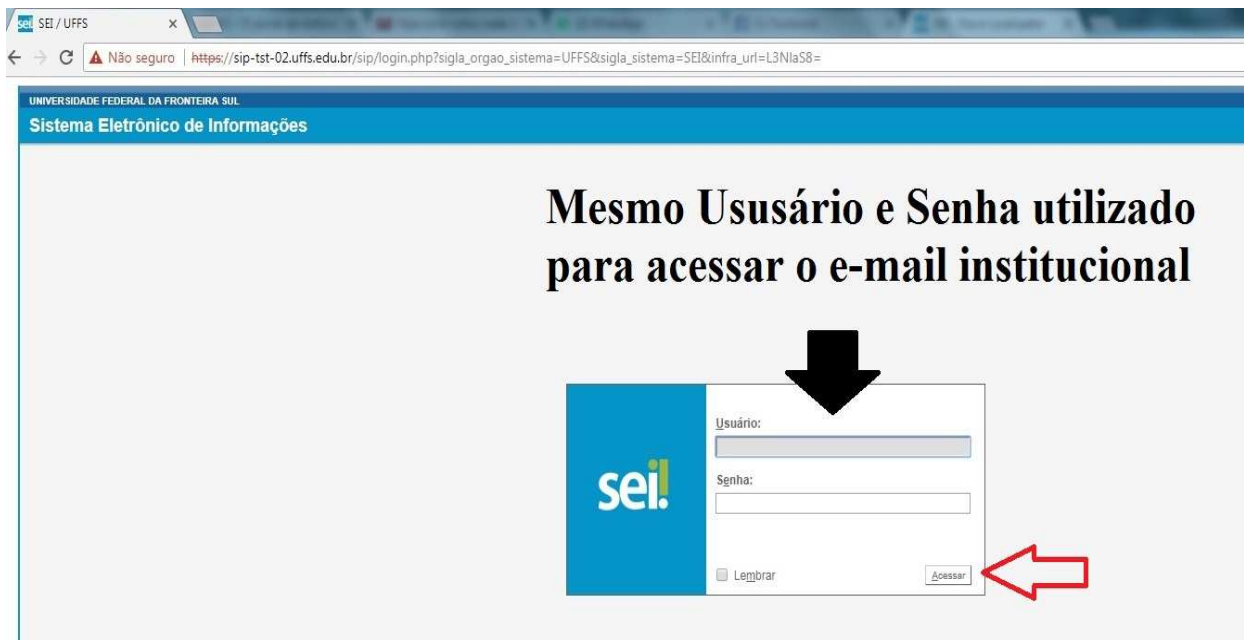 SEI / UFFS
Não seguro | https://sip-tst-02.uffs.edu.br/sip/login.php?sigla_orgao_sistema=UFFS&sigla_sistema=SEI&infra_url=L3NlaS8=
UNIVERSIDADE FEDERAL DA FRONTEIRA SUL
Sistema Eletrônico de Informações
Mesmo Ususário e Senha utilizado
para acessar o e-mail institucional
Usuário:
sei!
Senha:
Lembrar
Acessar